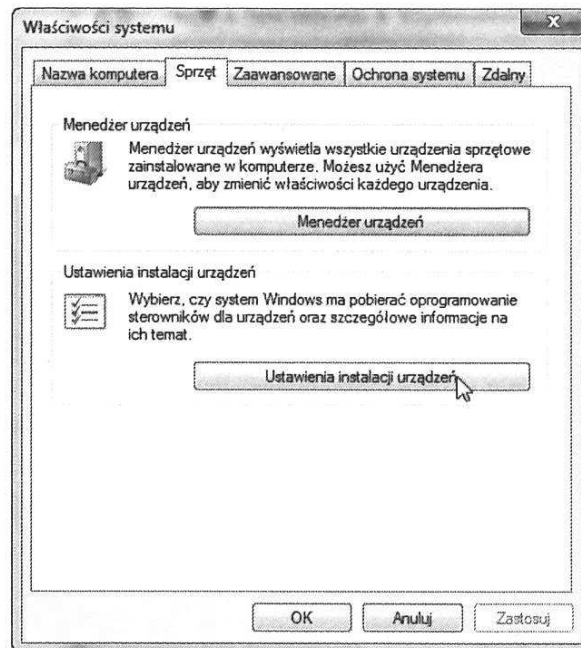 Właściwości systemu
x
Nazwa komputera Sprzęt Zaawansowane Ochrona systemu Zdalny
Menedżer urządzeń
Menedżer urządzeń wyświetla wszystkie urządzenia sprzętowe
zainstalowane w komputerze. Możesz użyć Menedżera
urządzeń, aby zmienić właściwości każdego urządzenia.
Menedżer urządzeń
Ustawienia instalacji urządzeń
Wybierz, czy system Windows ma pobierać oprogramowanie
sterowników dla urządzeń oraz szczegółowe informacje na
ich temat.
Ustawienia instalacji urządzeń
OK Anuluj Zastosuj